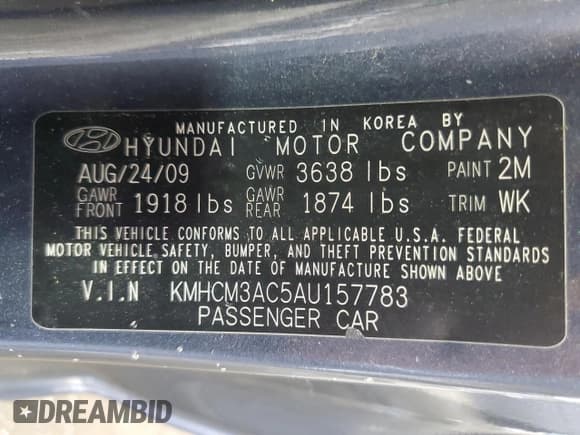 MANUFACTURED IN KOREA BY
HYUNDAI MOTOR COMPANY
AUG/24/09 GVWR 3638 lbs PAINT 2M
GAWR FRONT 1918 lbs GAWR REAR 1874 lbs TRIM WK
THIS VEHICLE CONFORMS TO ALL APPLICABLE U.S.A. FEDERAL
MOTOR VEHICLE SAFETY, BUMPER, AND THEFT PREVENTION STANDARDS
IN EFFECT ON THE DATE OF MANUFACTURE SHOWN ABOVE
V.I.N KMHCM3AC5AU157783
PASSENGER CAR
DREAMBID